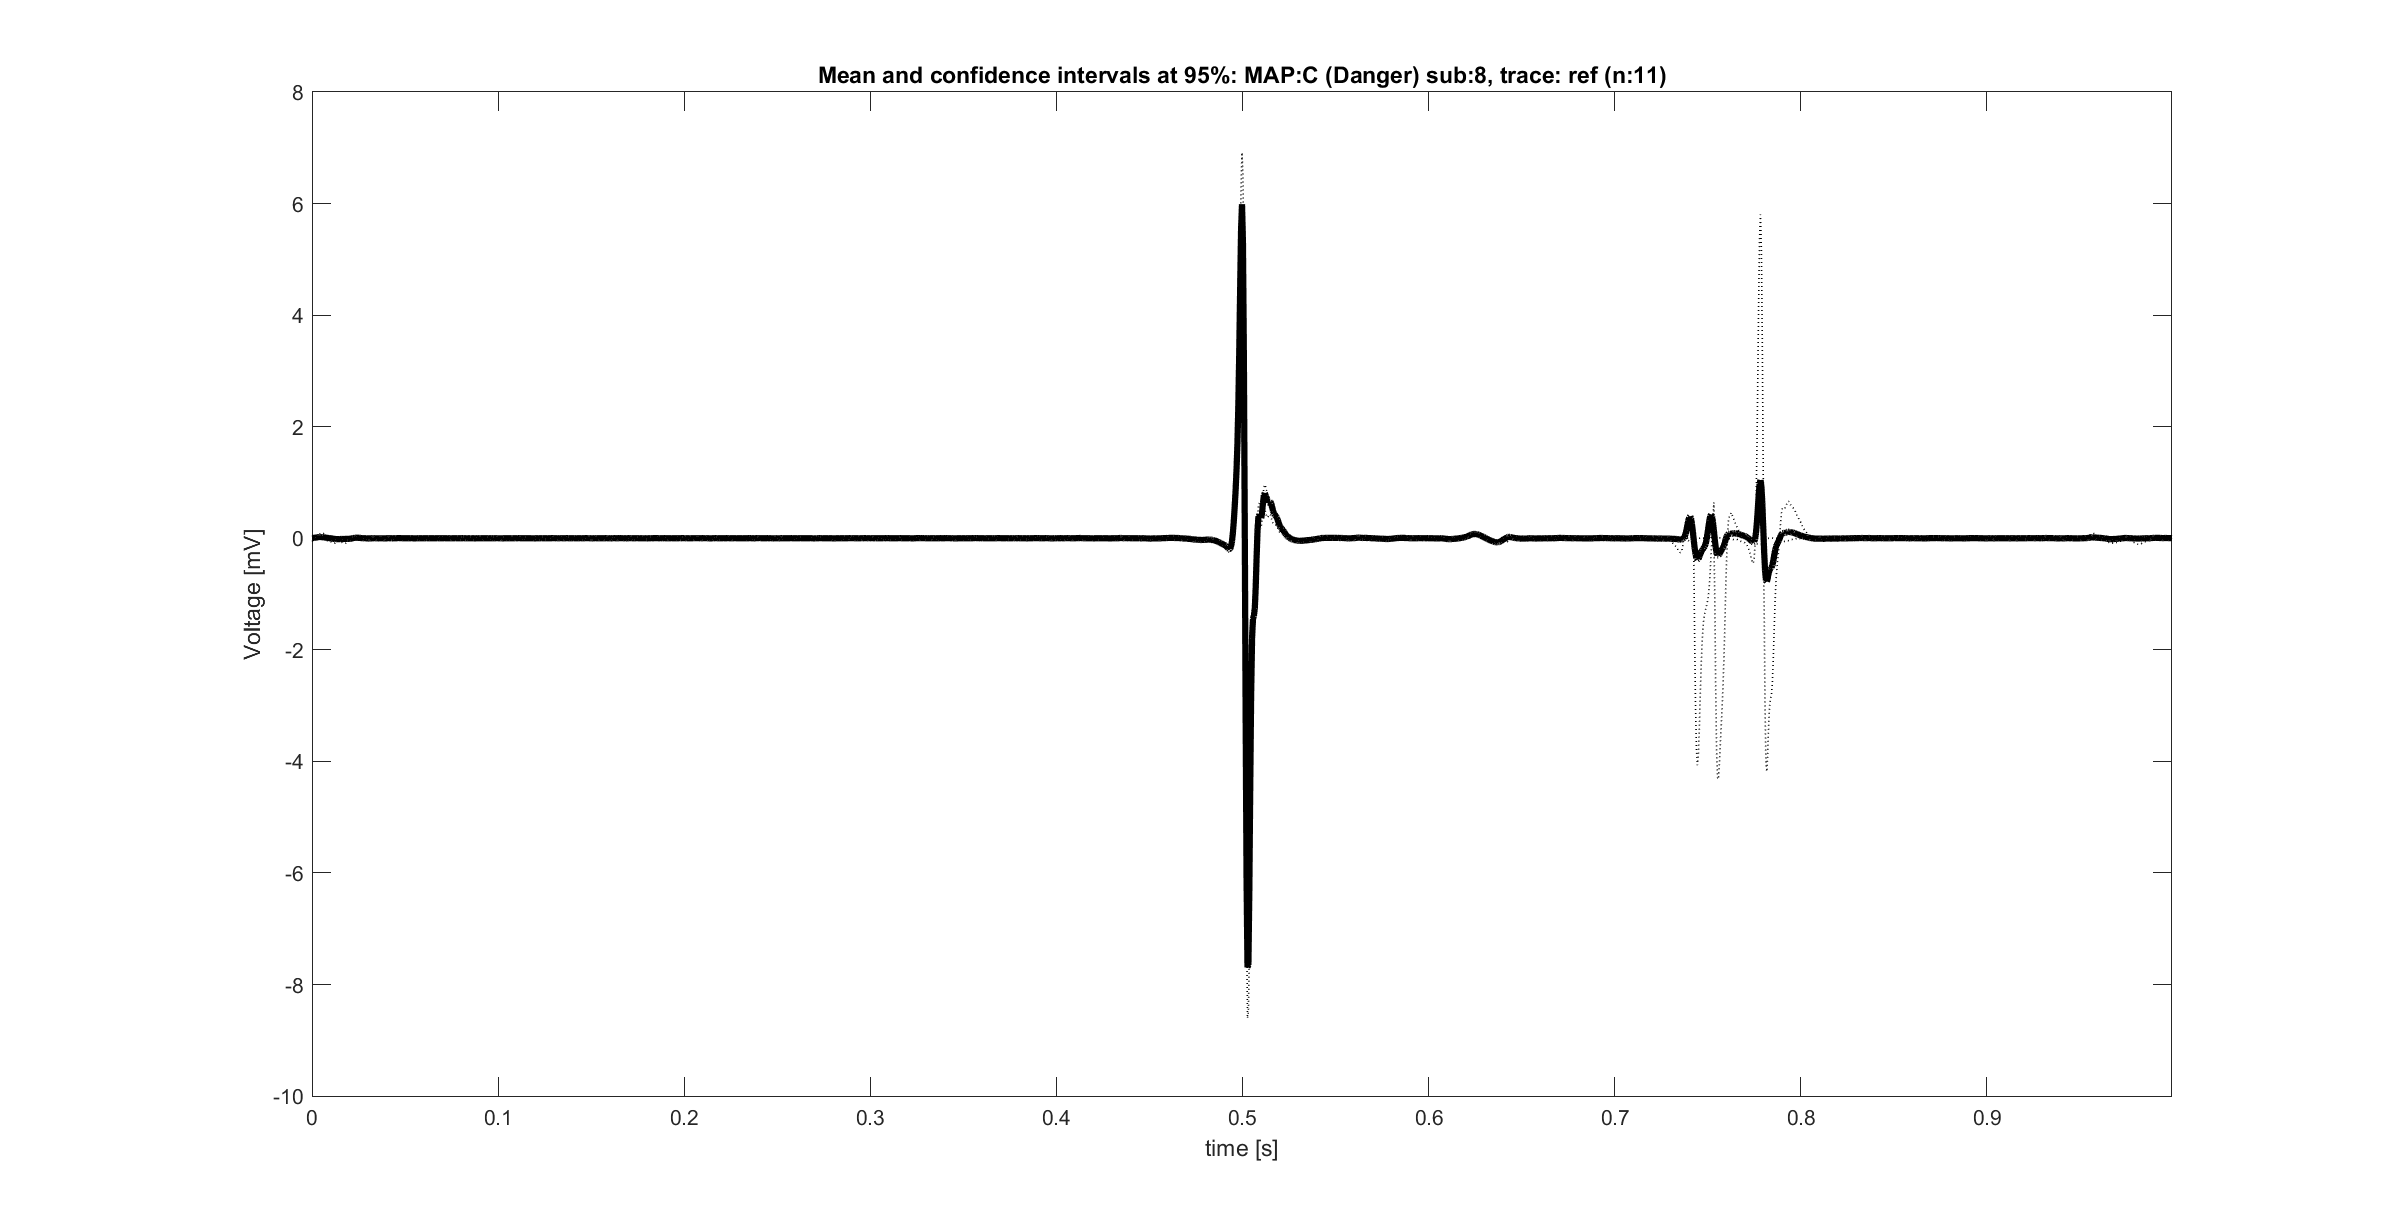 Mean and confidence intervals at 95%: MAP:C (Danger) sub:8, trace: ref (n:11)
8
6
4
2
0
-2
-4
-6
-8
-10
Voltage [mV]
0 0.1 0.2 0.3 0.4 0.5 0.6 0.7 0.8 0.9
time [s]